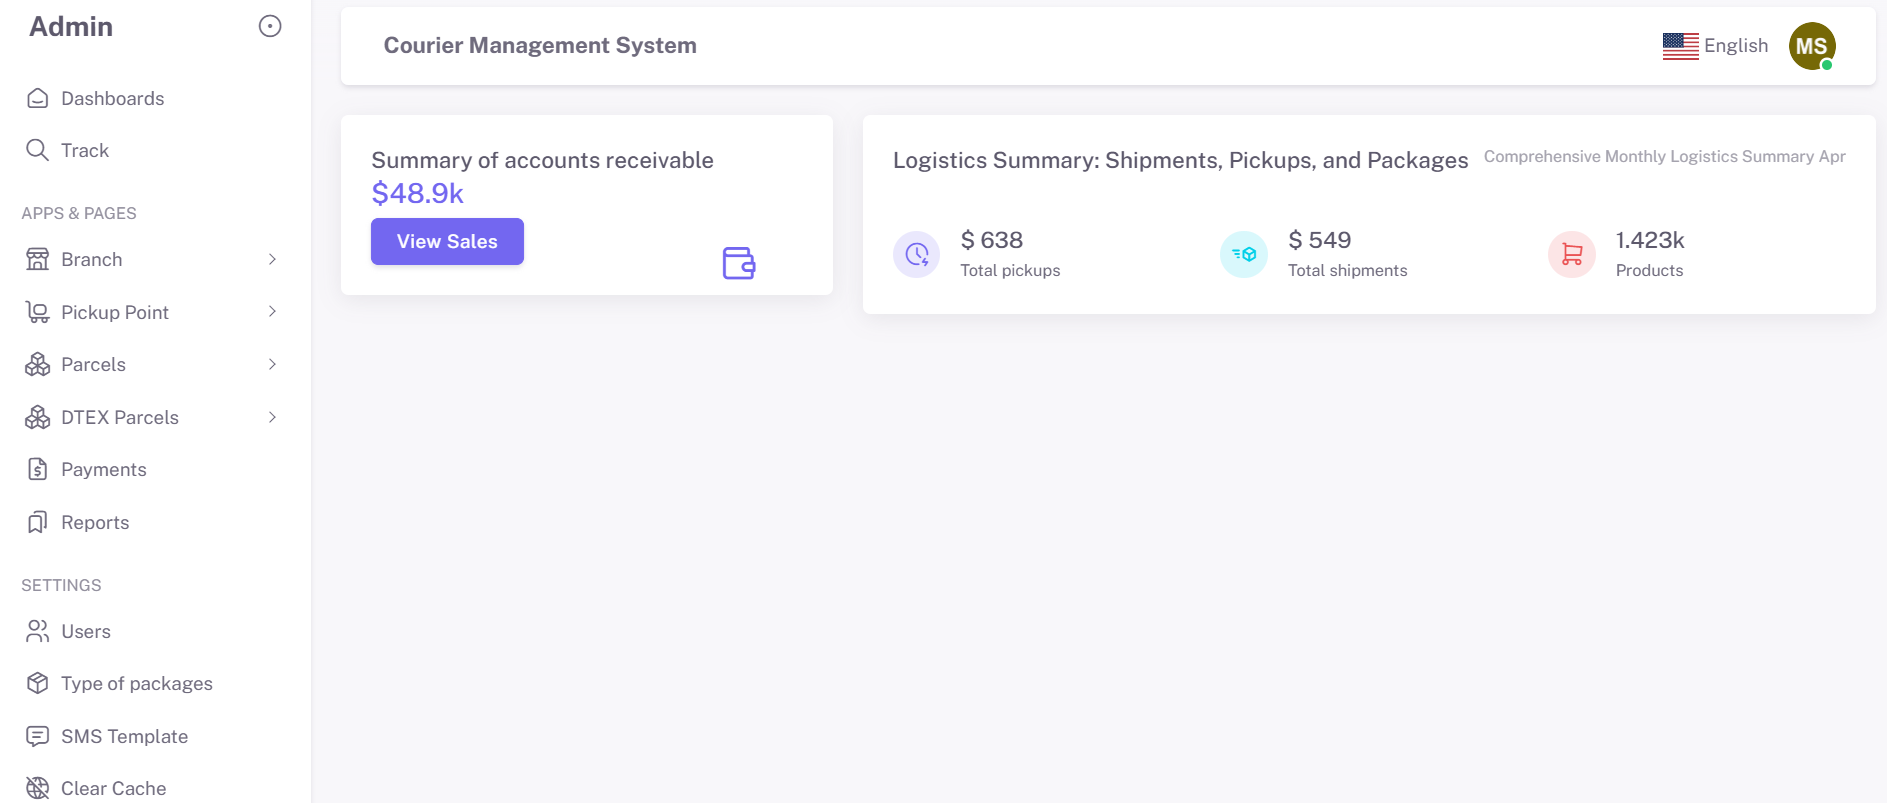 Admin
Dashboards
Track
APPS & PAGES
Branch
Pickup Point
Parcels
DTEX Parcels
Payments
Reports
SETTINGS
Users
Type of packages
SMS Template
Clear Cache
Courier Management System
English
MS
Summary of accounts receivable
$48.9k
View Sales
Logistics Summary: Shipments, Pickups, and Packages
Comprehensive Monthly Logistics Summary Apr
$ 638
Total pickups
$ 549
Total shipments
1.423k
Products